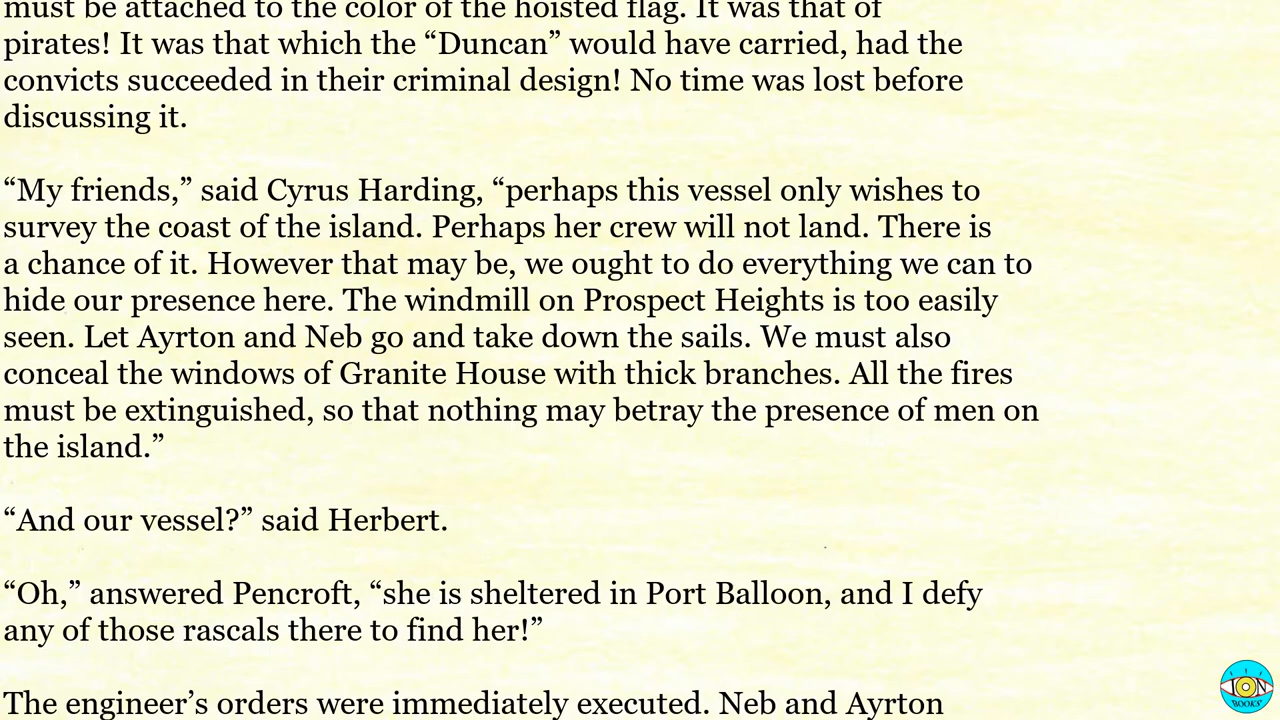 must be attached to the color of the hoisted flag. It was that of
pirates! It was that which the “Duncan” would have carried, had the
convicts succeeded in their criminal design! No time was lost before
discussing it.
“My friends,” said Cyrus Harding, “perhaps this vessel only wishes to
survey the coast of the island. Perhaps her crew will not land. There is
a chance of it. However that may be, we ought to do everything we can to
hide our presence here. The windmill on Prospect Heights is too easily
seen. Let Ayrton and Neb go and take down the sails. We must also
conceal the windows of Granite House with thick branches. All the fires
must be extinguished, so that nothing may betray the presence of men on
the island.”
“And our vessel?” said Herbert.
“Oh,” answered Pencroft, “she is sheltered in Port Balloon, and I defy
any of those rascals there to find her!”
The engineer’s orders were immediately executed. Neb and Ayrton
ION
BOOKS